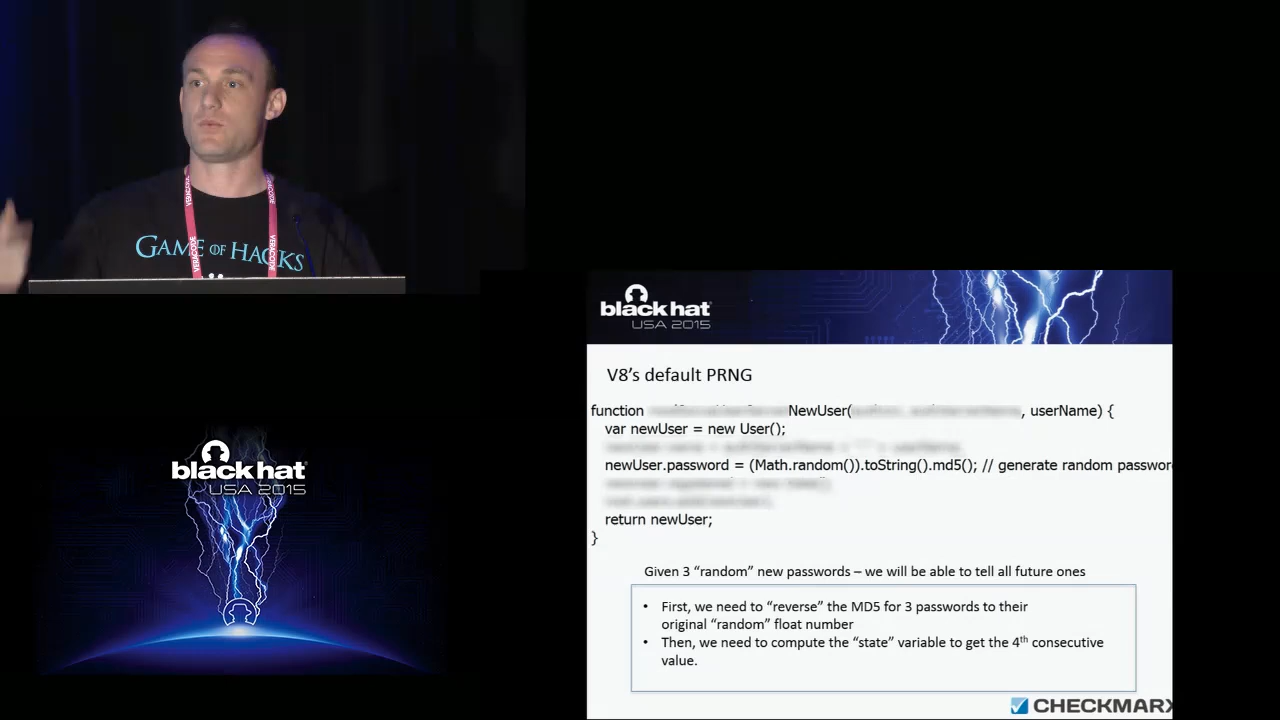 GAME OF HACKS
VERACODE
VERACODE
VERACODE
black hat
USA 2015
black hat
USA 2015
V8's default PRNG
function NewUser( , userName) {
var newUser = new User();
newUser.password = (Math.random()).toString().md5(); // generate random passwor
return newUser;
}
Given 3 “random” new passwords – we will be able to tell all future ones
• First, we need to “reverse” the MD5 for 3 passwords to their
original “random” float number
• Then, we need to compute the “state” variable to get the 4th consecutive
value.
CHECKMARX